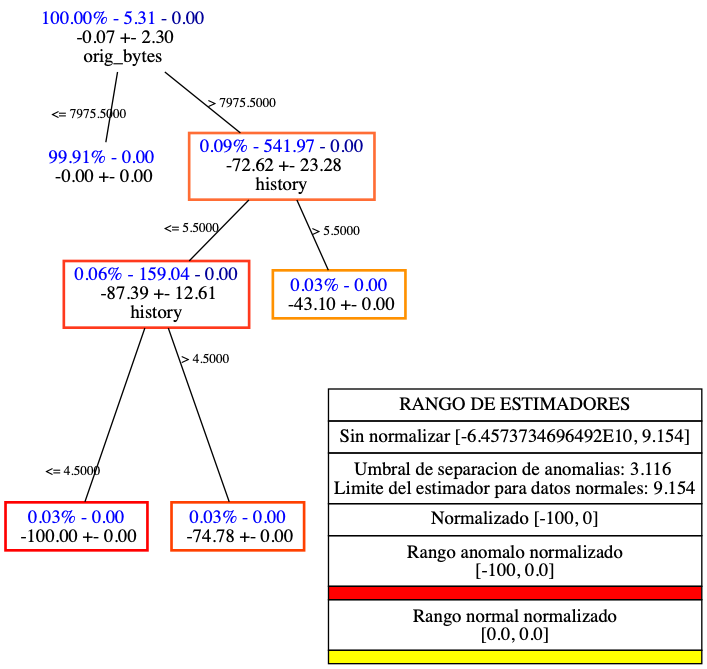 100.00% - 5.31 - 0.00
-0.07 +- 2.30
orig_bytes
<= 7975.5000
> 7975.5000
99.91% - 0.00
-0.00 +- 0.00
0.09% - 541.97 - 0.00
-72.62 +- 23.28
history
<= 5.5000
> 5.5000
0.06% - 159.04 - 0.00
-87.39 +- 12.61
history
0.03% - 0.00
-43.10 +- 0.00
> 4.5000
<= 4.5000
0.03% - 0.00
-100.00 +- 0.00
0.03% - 0.00
-74.78 +- 0.00
RANGO DE ESTIMADORES
Sin normalizar [-6.4573734696492E10, 9.154]
Umbral de separacion de anomalias: 3.116
Limite del estimador para datos normales: 9.154
Normalizado [-100, 0]
Rango anomalo normalizado
[-100, 0.0]
Rango normal normalizado
[0.0, 0.0]